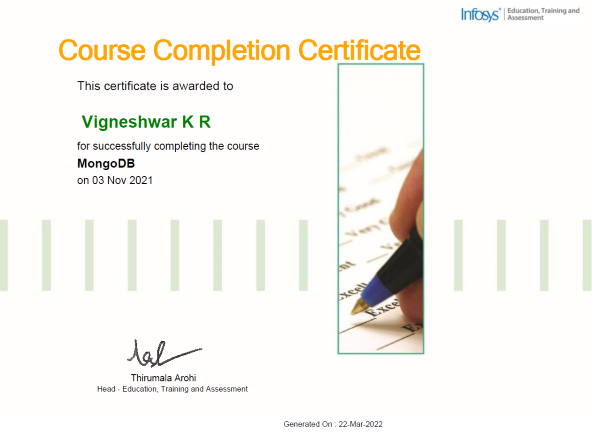 Infosys | Education, Training and
Assessment
Course Completion Certificate
This certificate is awarded to
Vigneshwar K R
for successfully completing the course
MongoDB
on 03 Nov 2021
Thirumala Arohi
Head - Education, Training and Assessment
Generated On : 22-Mar-2022